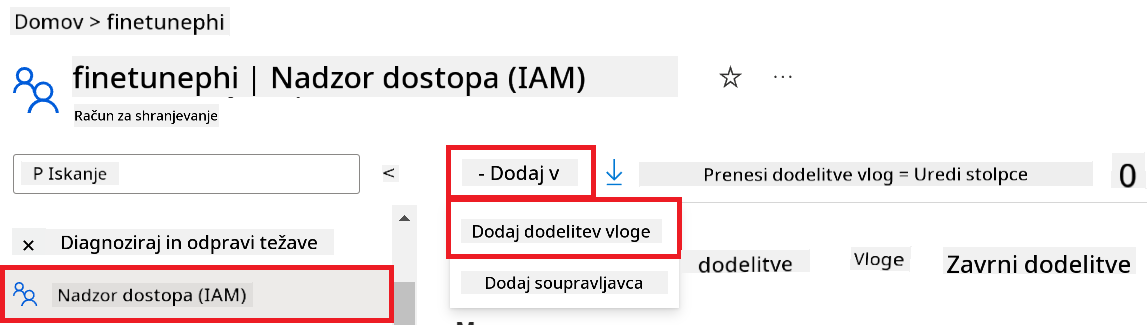 Domov > finetunephi
finetunephi | Nadzor dostopa (IAM)
Račun za shranjevanje
P Iskanje
<
- Dodaj v
Prenesi dodelitve vlog = Uredi stolpce
0
Diagnoziraj in odpravi težave
Dodaj dodelitev vloge
dodelitve
Vloge
Zavrni dodelitve
Nadzor dostopa (IAM)
Dodaj soupravljavca